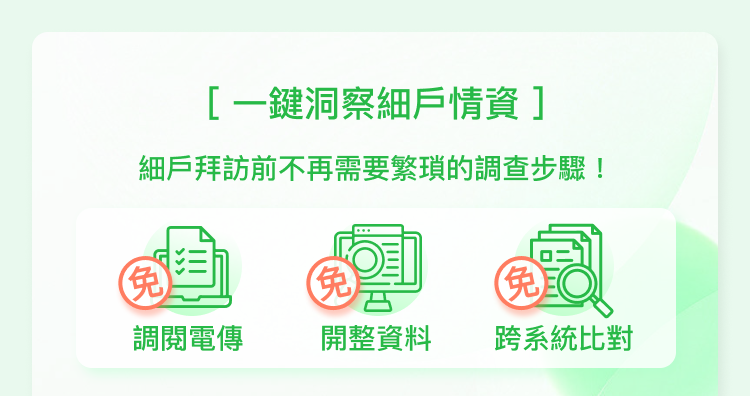 [ 一鍵洞察細戶情資 ]
細戶拜訪前不再需要繁瑣的調查步驟！
免 免 免
調閱電傳 開整資料 跨系統比對